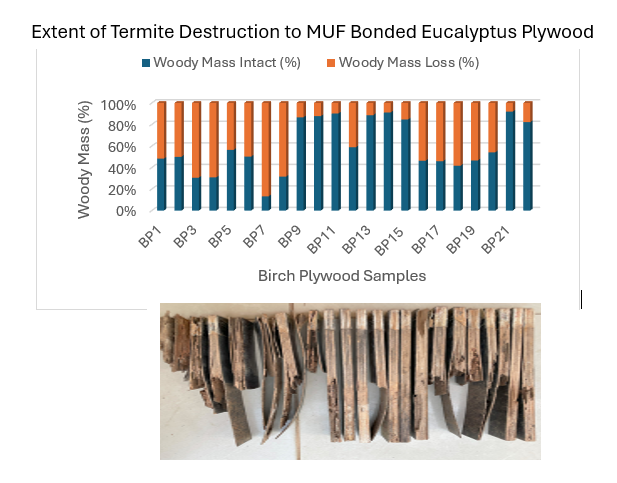 Extent of Termite Destruction to MUF Bonded Eucalyptus Plywood
Woody Mass Intact (%) Woody Mass Loss (%)
Woody Mass (%)
100%
80%
60%
40%
20%
0%
BP1 BP3 BP5 BP7 BP9 BP11 BP13 BP15 BP17 BP19 BP21
Birch Plywood Samples